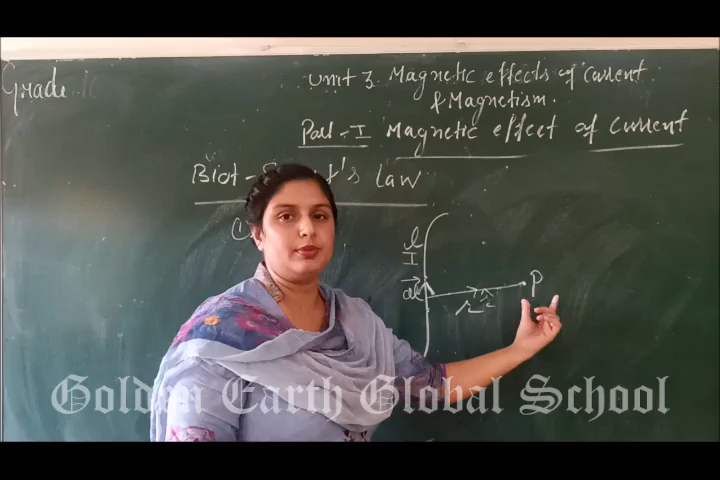 Grade
Unit 3. Magnetic effects of Current
& Magnetism.
Part-I Magnetic effect of Current
Biot-S t's law
l
I
dl
r
P
Golden Earth Global School